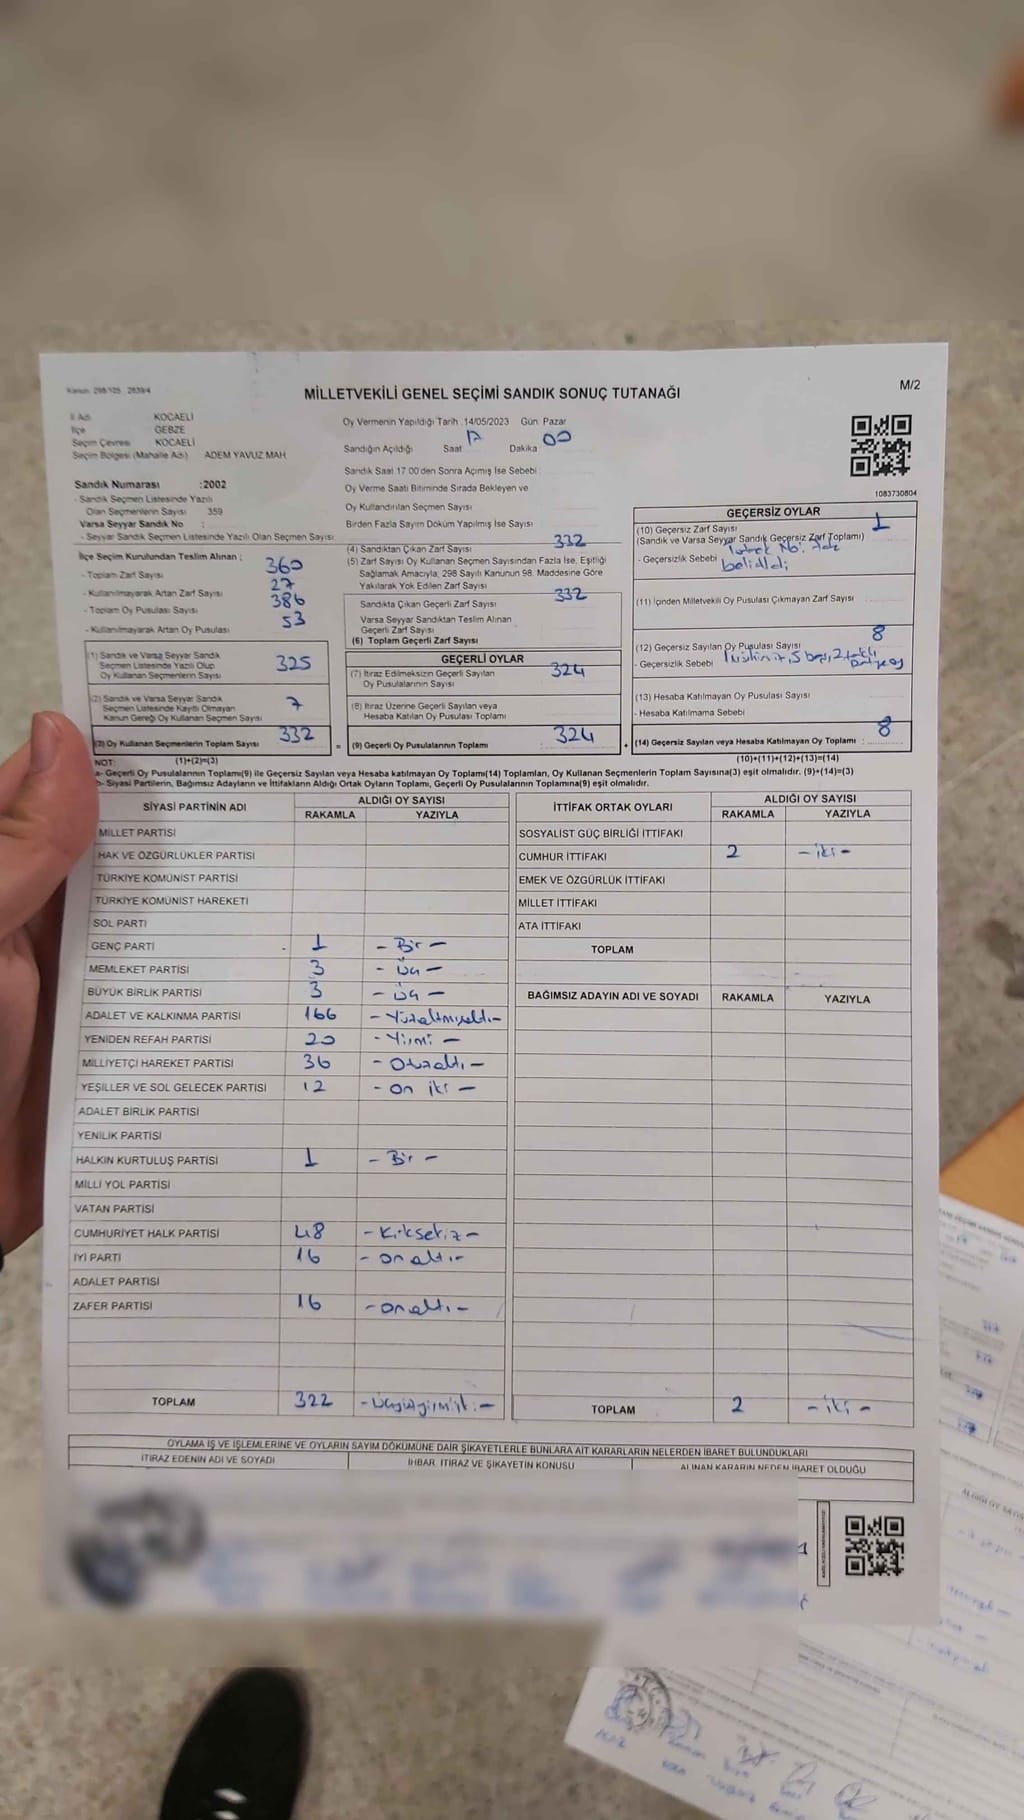 Kanun 298/105 2839/4
MİLLETVEKİLİ GENEL SEÇİMİ SANDIK SONUÇ TUTANAĞI
M/2
İl Adı KOCAELİ
İlçe GEBZE
Seçim Çevresi KOCAELİ
Seçim Bölgesi (Mahalle Adı) ADEM YAVUZ MAH
Sandık Numarası :2002
- Sandık Seçmen Listesinde Yazılı
Olan Seçmenlerin Sayısı 359
Varsa Seyyar Sandık No :
- Seyyar Sandık Seçmen Listesinde Yazılı Olan Seçmen Sayısı
İlçe Seçim Kurulundan Teslim Alınan ;
- Toplam Zarf Sayısı 360
- Kullanılmayarak Artan Zarf Sayısı 27
- Toplam Oy Pusulası Sayısı 386
- Kullanılmayarak Artan Oy Pusulası 53
(1) Sandık ve Varsa Seyyar Sandık
Seçmen Listesinde Yazılı Olup
Oy Kullanan Seçmenlerin Sayısı 325
(2) Sandık ve Varsa Seyyar Sandık
Seçmen Listesinde Kayıtlı Olmayan
Kanun Gereği Oy Kullanan Seçmen Sayısı 7
(3) Oy Kullanan Seçmenlerin Toplam Sayısı 332
Oy Vermenin Yapıldığı Tarih :14/05/2023 Gün: Pazar
Sandığın Açıldığı Saat 17 Dakika 00
Sandık Saat 17:00'den Sonra Açılmış İse Sebebi :
Oy Verme Saati Bitiminde Sırada Bekleyen ve
Oy Kullandırılan Seçmen Sayısı
Birden Fazla Sayım Döküm Yapılmış İse Sayısı
(4) Sandıktan Çıkan Zarf Sayısı 332
(5) Zarf Sayısı Oy Kullanan Seçmen Sayısından Fazla İse, Eşitliği
Sağlamak Amacıyla, 298 Sayılı Kanunun 98. Maddesine Göre
Yakılarak Yok Edilen Zarf Sayısı
Sandıkta Çıkan Geçerli Zarf Sayısı 332
Varsa Seyyar Sandıktan Teslim Alınan
Geçerli Zarf Sayısı
(6) Toplam Geçerli Zarf Sayısı
GEÇERLİ OYLAR
(7) İtiraz Edilmeksizin Geçerli Sayılan
Oy Pusulalarının Sayısı 324
(8) İtiraz Üzerine Geçerli Sayılan veya
Hesaba Katılan Oy Pusulası Toplamı
= (9) Geçerli Oy Pusulalarının Toplamı 324
1083730804
GEÇERSİZ OYLAR
(10) Geçersiz Zarf Sayısı 1
(Sandık ve Varsa Seyyar Sandık Geçersiz Zarf Toplamı)
- Geçersizlik Sebebi
(11) İçinden Milletvekili Oy Pusulası Çıkmayan Zarf Sayısı
(12) Geçersiz Sayılan Oy Pusulası Sayısı 8
- Geçersizlik Sebebi
(13) Hesaba Katılmayan Oy Pusulası Sayısı
- Hesaba Katılmama Sebebi
+ (14) Geçersiz Sayılan veya Hesaba Katılmayan Oy Toplamı : 8
NOT: (1)+(2)=(3)
(10)+(11)+(12)+(13)=(14)
a- Geçerli Oy Pusulalarının Toplamı(9) ile Geçersiz Sayılan veya Hesaba katılmayan Oy Toplamı(14) Toplamları, Oy Kullanan Seçmenlerin Toplam Sayısına(3) eşit olmalıdır. (9)+(14)=(3)
b- Siyasi Partilerin, Bağımsız Adayların ve İttifakların Aldığı Ortak Oyların Toplamı, Geçerli Oy Pusulalarının Toplamına(9) eşit olmalıdır.
SİYASİ PARTİNİN ADI ALDIĞI OY SAYISI
RAKAMLA YAZIYLA
MİLLET PARTİSİ
HAK VE ÖZGÜRLÜKLER PARTİSİ
TÜRKİYE KOMÜNİST PARTİSİ
TÜRKİYE KOMÜNİST HAREKETİ
SOL PARTİ
GENÇ PARTİ 1 - Bir -
MEMLEKET PARTİSİ 3 - Üç -
BÜYÜK BİRLİK PARTİSİ 3 - Üç -
ADALET VE KALKINMA PARTİSİ 166 - Yüzaltmışaltı -
YENİDEN REFAH PARTİSİ 20 - Yirmi -
MİLLİYETÇİ HAREKET PARTİSİ 36 - Otuzaltı -
YEŞİLLER VE SOL GELECEK PARTİSİ 12 - on iki -
ADALET BİRLİK PARTİSİ
YENİLİK PARTİSİ
HALKIN KURTULUŞ PARTİSİ 1 - Bir -
MİLLİ YOL PARTİSİ
VATAN PARTİSİ
CUMHURİYET HALK PARTİSİ 48 - Kırksekiz -
İYİ PARTİ 16 - onaltı -
ADALET PARTİSİ
ZAFER PARTİSİ 16 - onaltı -
TOPLAM 322 - üçyüzyirmiiki -
İTTİFAK ORTAK OYLARI ALDIĞI OY SAYISI
RAKAMLA YAZIYLA
SOSYALİST GÜÇ BİRLİĞİ İTTİFAKI
CUMHUR İTTİFAKI 2 - iki -
EMEK VE ÖZGÜRLÜK İTTİFAKI
MİLLET İTTİFAKI
ATA İTTİFAKI
TOPLAM
BAĞIMSIZ ADAYIN ADI VE SOYADI RAKAMLA YAZIYLA
TOPLAM 2 - iki -
OYLAMA İŞ VE İŞLEMLERİNE VE OYLARIN SAYIM DÖKÜMÜNE DAİR ŞİKAYETLERLE BUNLARA AİT KARARLARIN NELERDEN İBARET BULUNDUKLARI
İTİRAZ EDENİN ADI VE SOYADI İHBAR, İTİRAZ VE ŞİKAYETİN KONUSU ALINAN KARARIN NEDEN İBARET OLDUĞU